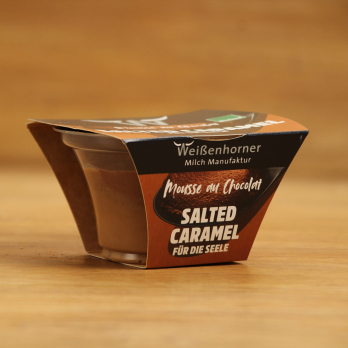 Weißenhorner
Milch Manufaktur
Mousse au Chocolat
SALTED
CARAMEL
FÜR DIE SEELE